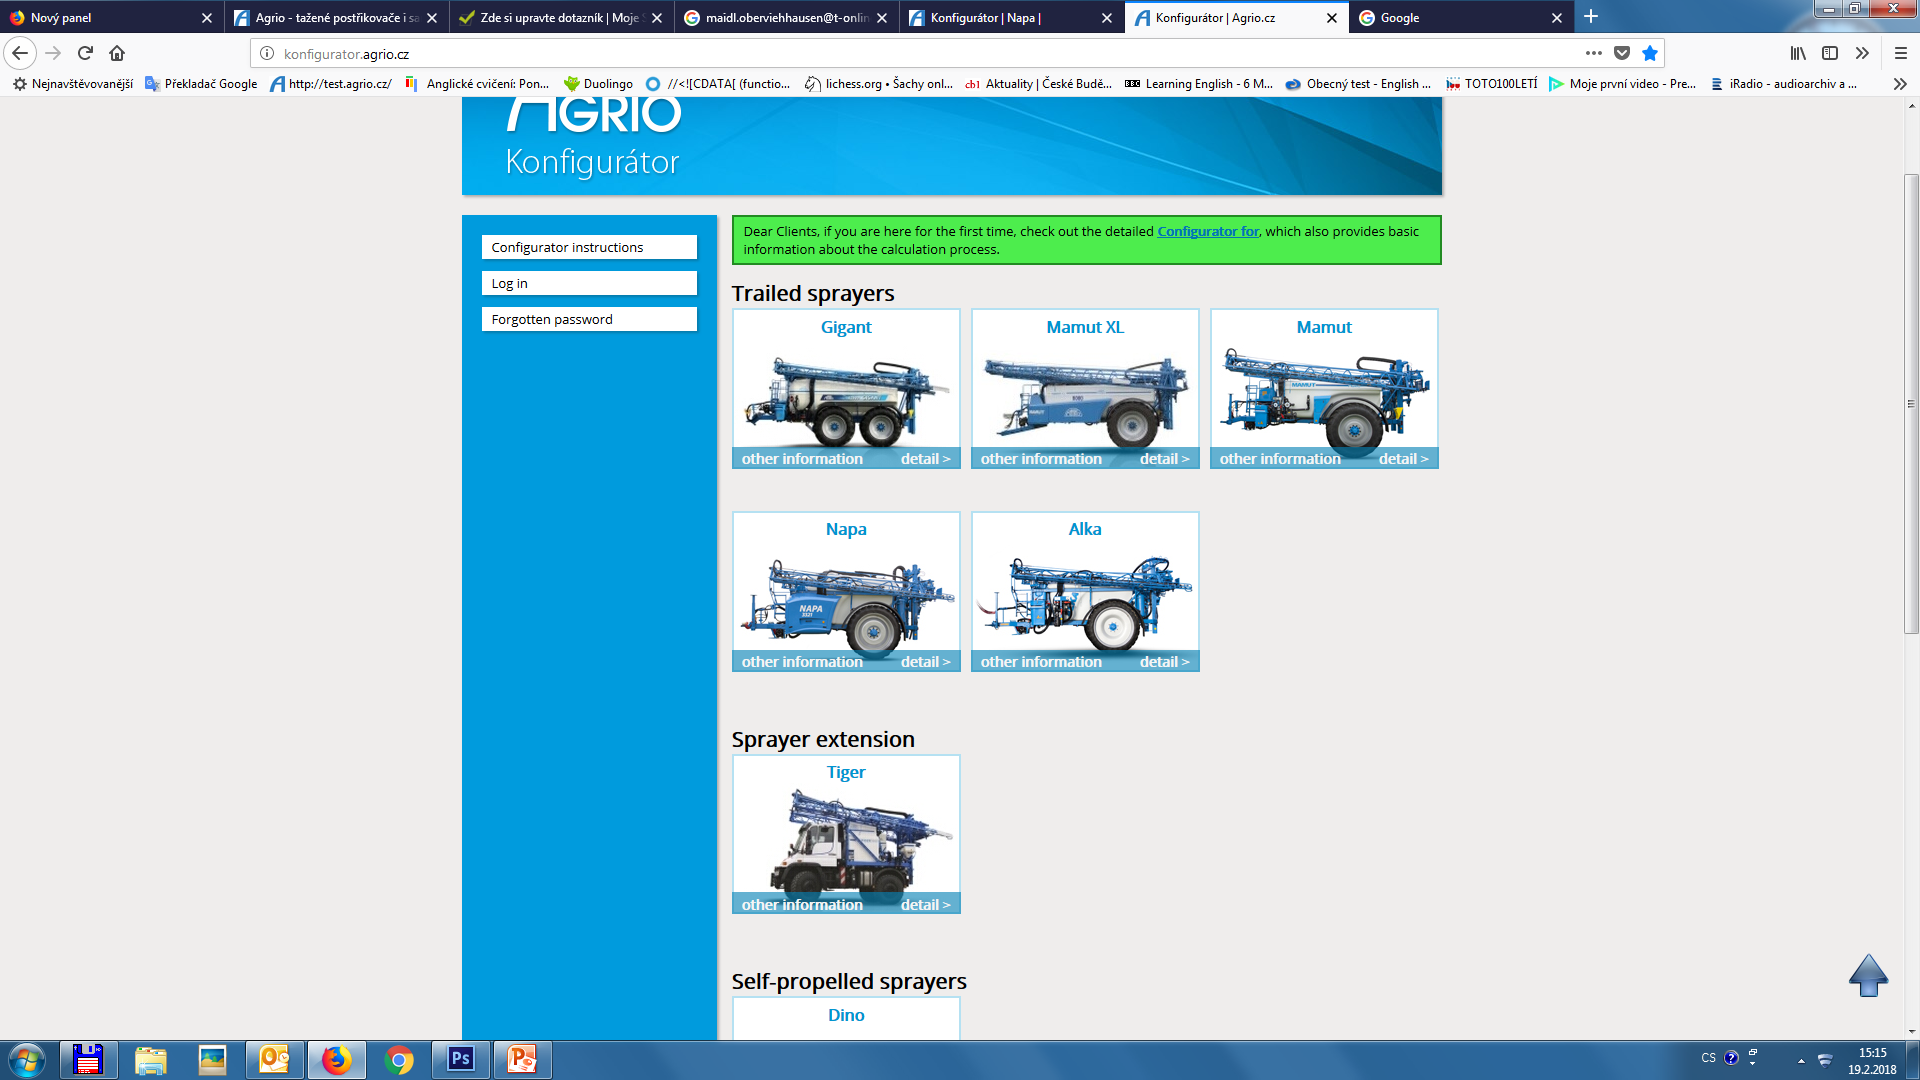 Nový panel
Agrio - tažené postřikovače i sa
Zde si upravte dotazník | Moje
maidl.oberviehhausen@t-onlin
Konfigurátor | Napa |
Konfigurátor | Agrio.cz
Google
konfigurator.agrio.cz
Nejnavštěvovanější
Překladač Google
http://test.agrio.cz/
Anglické cvičení: Pon...
Duolingo
//<![CDATA[ (functio...
lichess.org • Šachy onl...
cb1 Aktuality | České Budě...
Learning English - 6 M...
Obecný test - English ...
TOTO100LETÍ
Moje první video - Pre...
iRadio - audioarchiv a ...
AGRIO
Konfigurátor
Configurator instructions
Log in
Forgotten password
Dear Clients, if you are here for the first time, check out the detailed Configurator for, which also provides basic
information about the calculation process.
Trailed sprayers
Gigant
other information detail >
Mamut XL
MAMUT
other information detail >
Mamut
MAMUT
other information detail >
Napa
NAPA
other information detail >
Alka
other information detail >
Sprayer extension
Tiger
other information detail >
Self-propelled sprayers
Dino
Ps
CS
15:15
19.2.2018